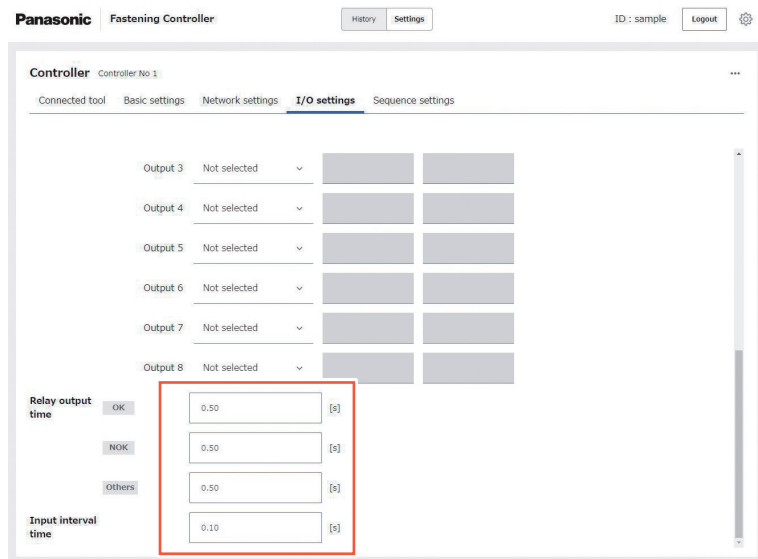 Panasonic Fastening Controller History Settings ID : sample Logout
Controller Controller No 1 ...
Connected tool Basic settings Network settings I/O settings Sequence settings
Output 3 Not selected
Output 4 Not selected
Output 5 Not selected
Output 6 Not selected
Output 7 Not selected
Output 8 Not selected
Relay output time OK 0.50 [s]
NOK 0.50 [s]
Others 0.50 [s]
Input interval time 0.10 [s]